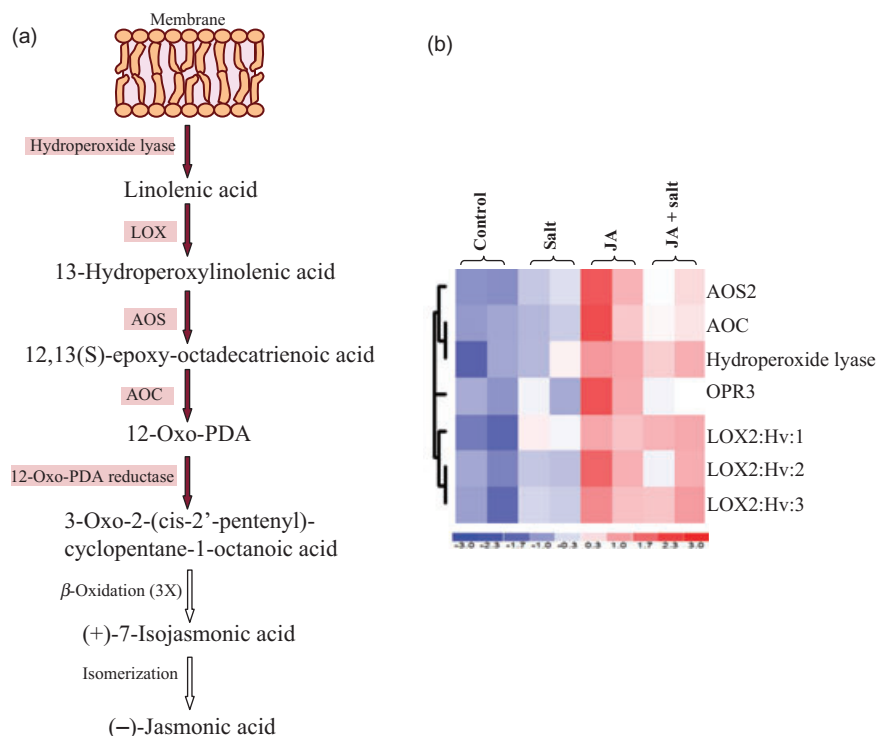 (a)
Membrane
Hydroperoxide lyase
Linolenic acid
LOX
13-Hydroperoxylinolenic acid
AOS
12,13(S)-epoxy-octadecatrienoic acid
AOC
12-Oxo-PDA
12-Oxo-PDA reductase
3-Oxo-2-(cis-2’-pentenyl)-
cyclopentane-1-octanoic acid
β-Oxidation (3X)
(+)-7-Isojasmonic acid
Isomerization
(−)-Jasmonic acid
(b)
Control
Salt
JA
JA + salt
AOS2
AOC
Hydroperoxide lyase
OPR3
LOX2:Hv:1
LOX2:Hv:2
LOX2:Hv:3
-3.0 -2.3 -1.7 -1.0 -0.3 0.3 1.0 1.7 2.3 3.0